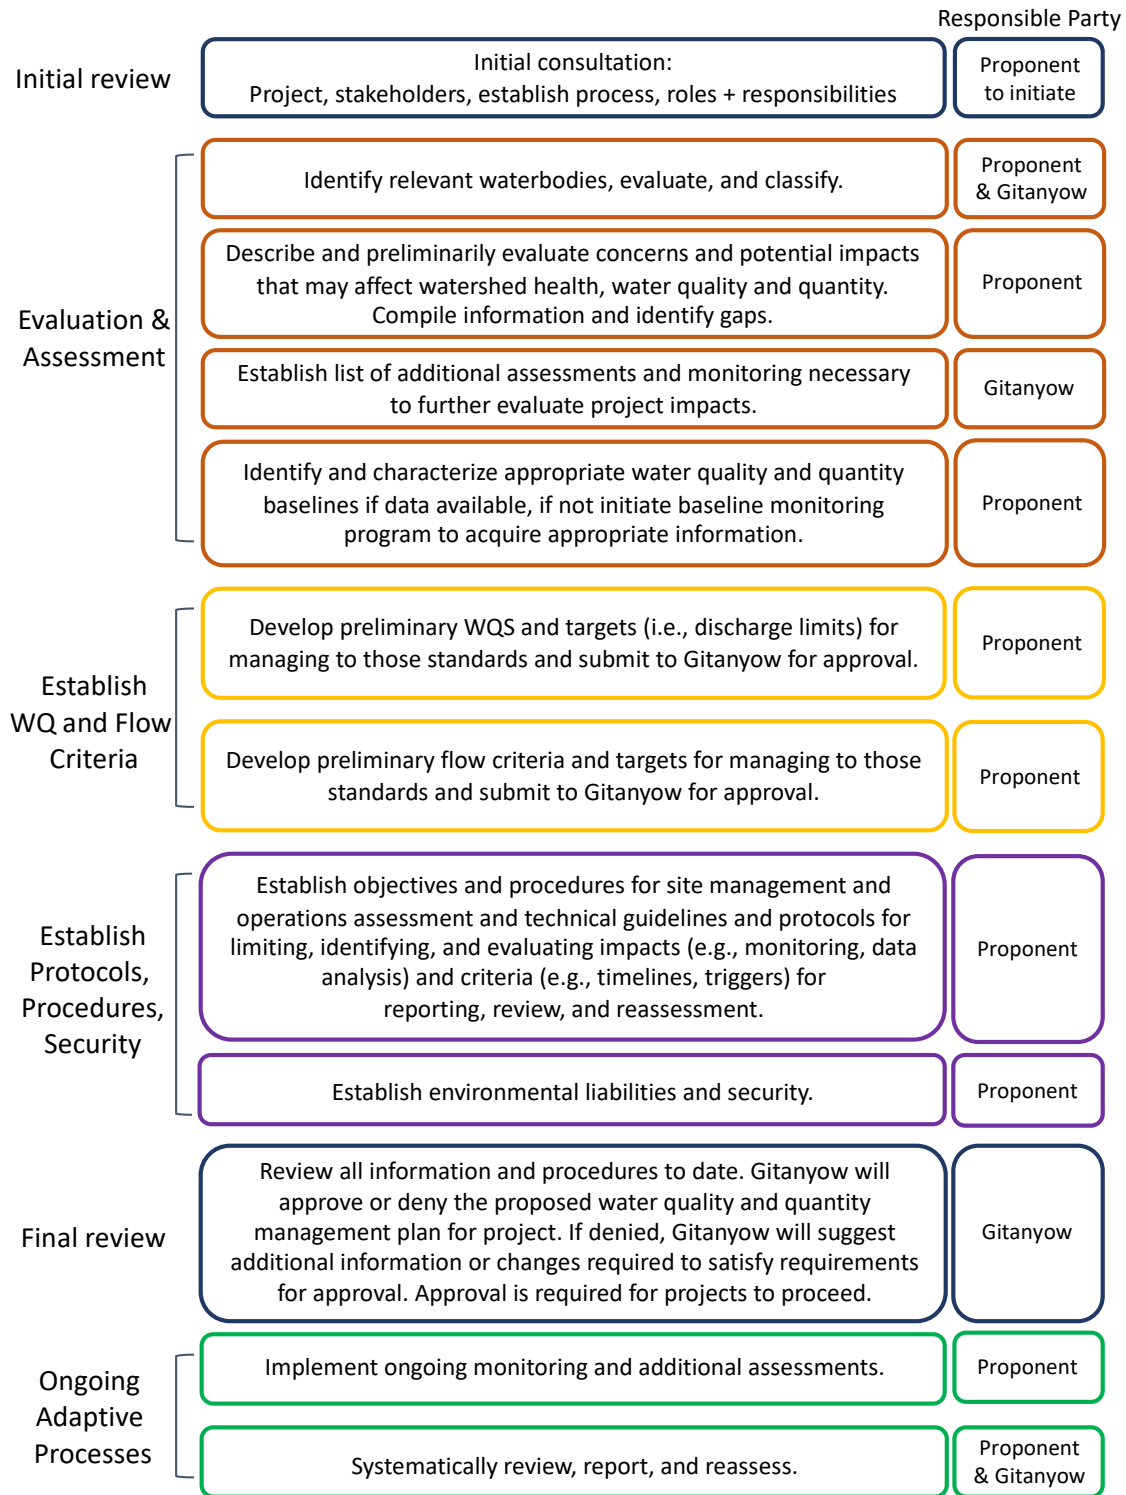 Responsible Party
Initial review
Initial consultation:
Project, stakeholders, establish process, roles + responsibilities
Proponent
to initiate
Evaluation &
Assessment
Identify relevant waterbodies, evaluate, and classify.
Proponent
& Gitanyow
Describe and preliminarily evaluate concerns and potential impacts
that may affect watershed health, water quality and quantity.
Compile information and identify gaps.
Proponent
Establish list of additional assessments and monitoring necessary
to further evaluate project impacts.
Gitanyow
Identify and characterize appropriate water quality and quantity
baselines if data available, if not initiate baseline monitoring
program to acquire appropriate information.
Proponent
Establish
WQ and Flow
Criteria
Develop preliminary WQS and targets (i.e., discharge limits) for
managing to those standards and submit to Gitanyow for approval.
Proponent
Develop preliminary flow criteria and targets for managing to those
standards and submit to Gitanyow for approval.
Proponent
Establish
Protocols,
Procedures,
Security
Establish objectives and procedures for site management and
operations assessment and technical guidelines and protocols for
limiting, identifying, and evaluating impacts (e.g., monitoring, data
analysis) and criteria (e.g., timelines, triggers) for
reporting, review, and reassessment.
Proponent
Establish environmental liabilities and security.
Proponent
Final review
Review all information and procedures to date. Gitanyow will
approve or deny the proposed water quality and quantity
management plan for project. If denied, Gitanyow will suggest
additional information or changes required to satisfy requirements
for approval. Approval is required for projects to proceed.
Gitanyow
Ongoing
Adaptive
Processes
Implement ongoing monitoring and additional assessments.
Proponent
Systematically review, report, and reassess.
Proponent
& Gitanyow